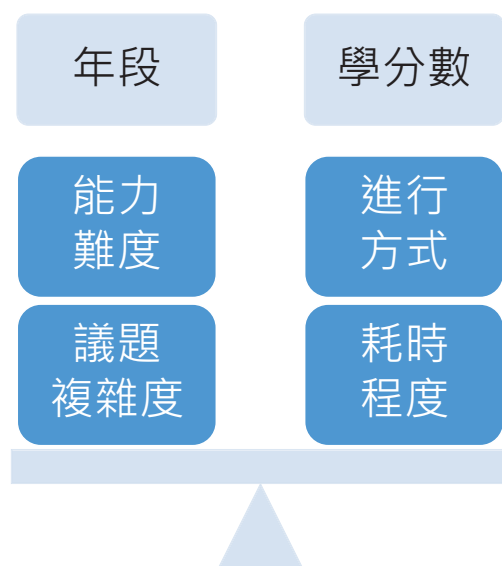 年段
學分數
能力
難度
進行
方式
議題
複雜度
耗時
程度